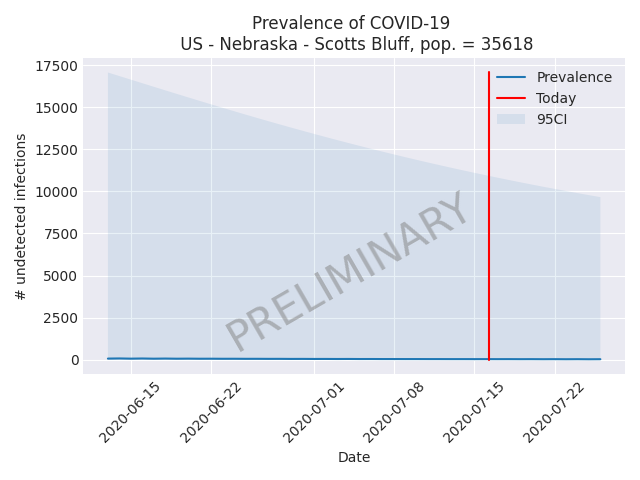 Prevalence of COVID-19
US - Nebraska - Scotts Bluff, pop. = 35618
17500
15000
12500
10000
7500
5000
2500
0
# undetected infections
Prevalence
Today
95CI
PRELIMINARY
2020-06-15
2020-06-22
2020-07-01
2020-07-08
2020-07-15
2020-07-22
Date